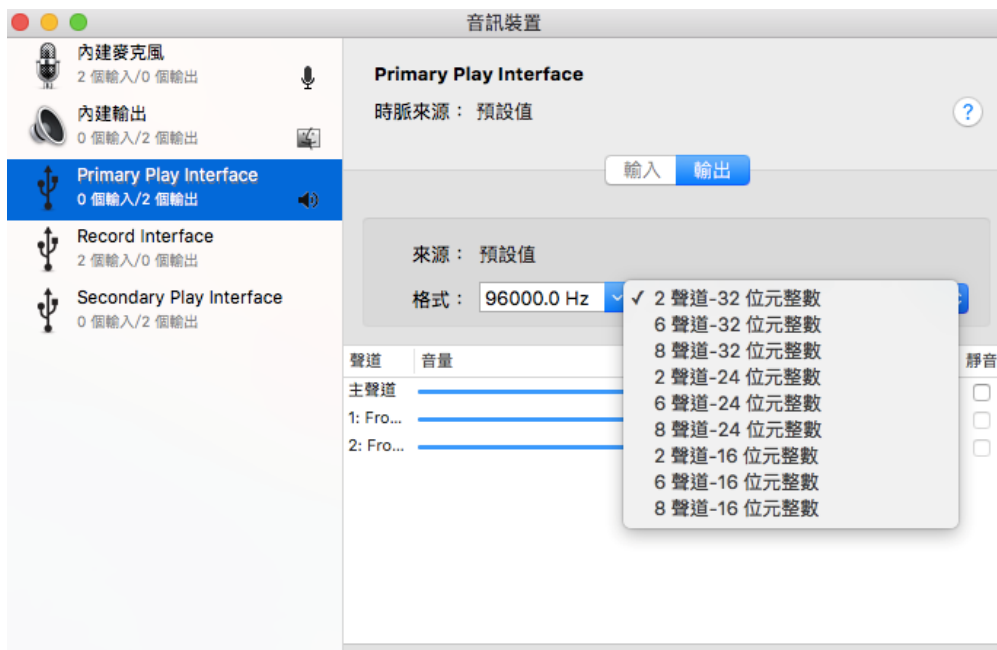 音訊裝置
內建麥克風
2 個輸入/0 個輸出
內建輸出
0 個輸入/2 個輸出
Primary Play Interface
0 個輸入/2 個輸出
Record Interface
2 個輸入/0 個輸出
Secondary Play Interface
0 個輸入/2 個輸出
Primary Play Interface
時脈來源： 預設值
?
輸入 輸出
來源： 預設值
格式： 96000.0 Hz
✓ 2 聲道-32 位元整數
6 聲道-32 位元整數
8 聲道-32 位元整數
2 聲道-24 位元整數
6 聲道-24 位元整數
8 聲道-24 位元整數
2 聲道-16 位元整數
6 聲道-16 位元整數
8 聲道-16 位元整數
聲道 音量 靜音
主聲道
1: Fro...
2: Fro...